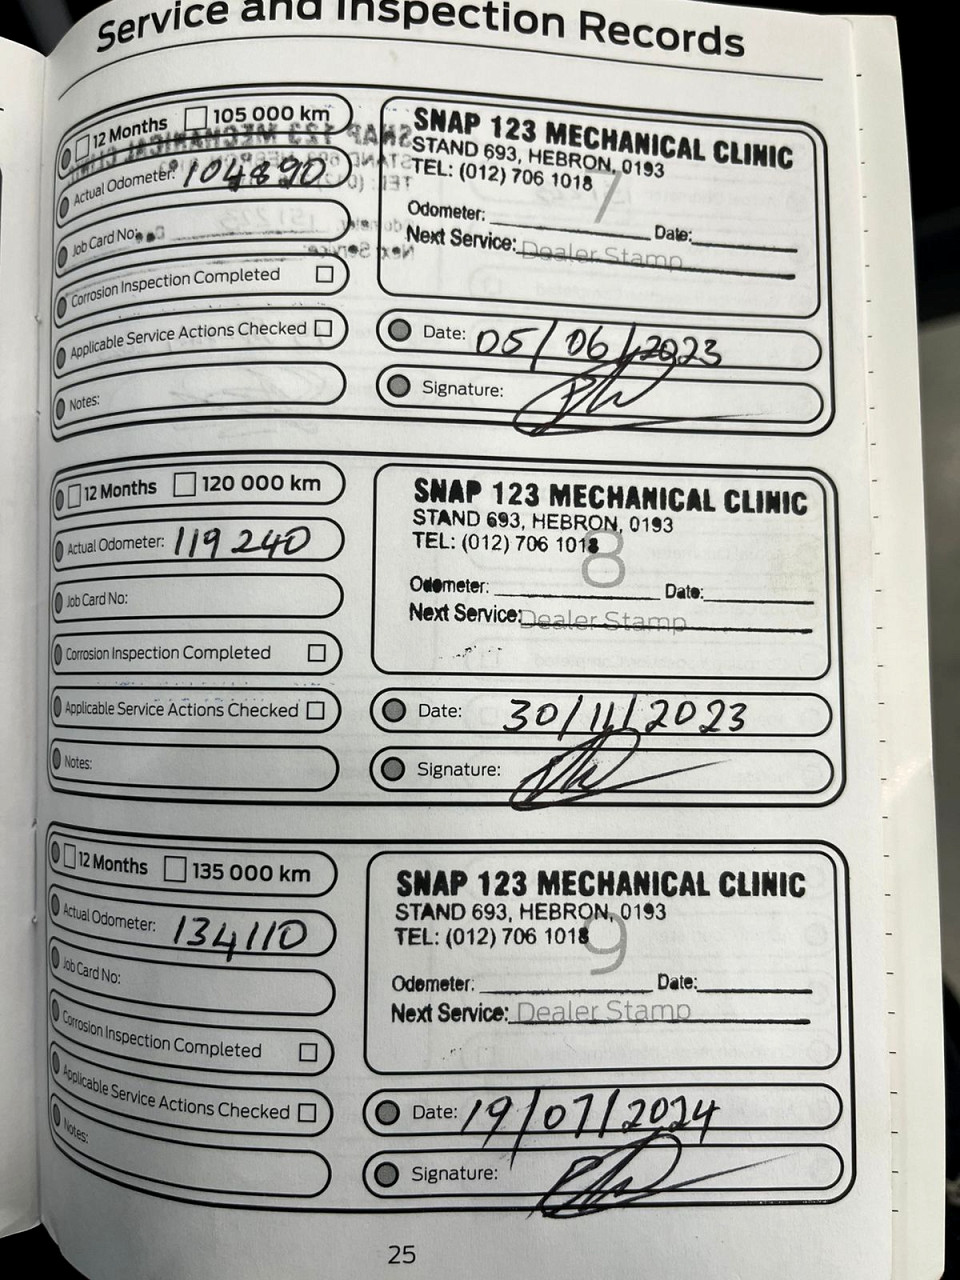 Service and Inspection Records
12 Months 105 000 km
Actual Odometer: 104890
Job Card No:
Corrosion Inspection Completed
Applicable Service Actions Checked
Notes:
SNAP 123 MECHANICAL CLINIC
STAND 693, HEBRON, 0193
TEL: (012) 706 1018
7
Odometer: Date:
Next Service: Dealer Stamp
Date: 05/06/2023
Signature:
12 Months 120 000 km
Actual Odometer: 119240
Job Card No:
Corrosion Inspection Completed
Applicable Service Actions Checked
Notes:
SNAP 123 MECHANICAL CLINIC
STAND 693, HEBRON, 0193
TEL: (012) 706 1018
8
Odometer: Date:
Next Service: Dealer Stamp
Date: 30/11/2023
Signature:
12 Months 135 000 km
Actual Odometer: 134110
Job Card No:
Corrosion Inspection Completed
Applicable Service Actions Checked
Notes:
SNAP 123 MECHANICAL CLINIC
STAND 693, HEBRON, 0193
TEL: (012) 706 1018
9
Odometer: Date:
Next Service: Dealer Stamp
Date: 19/07/2024
Signature:
25